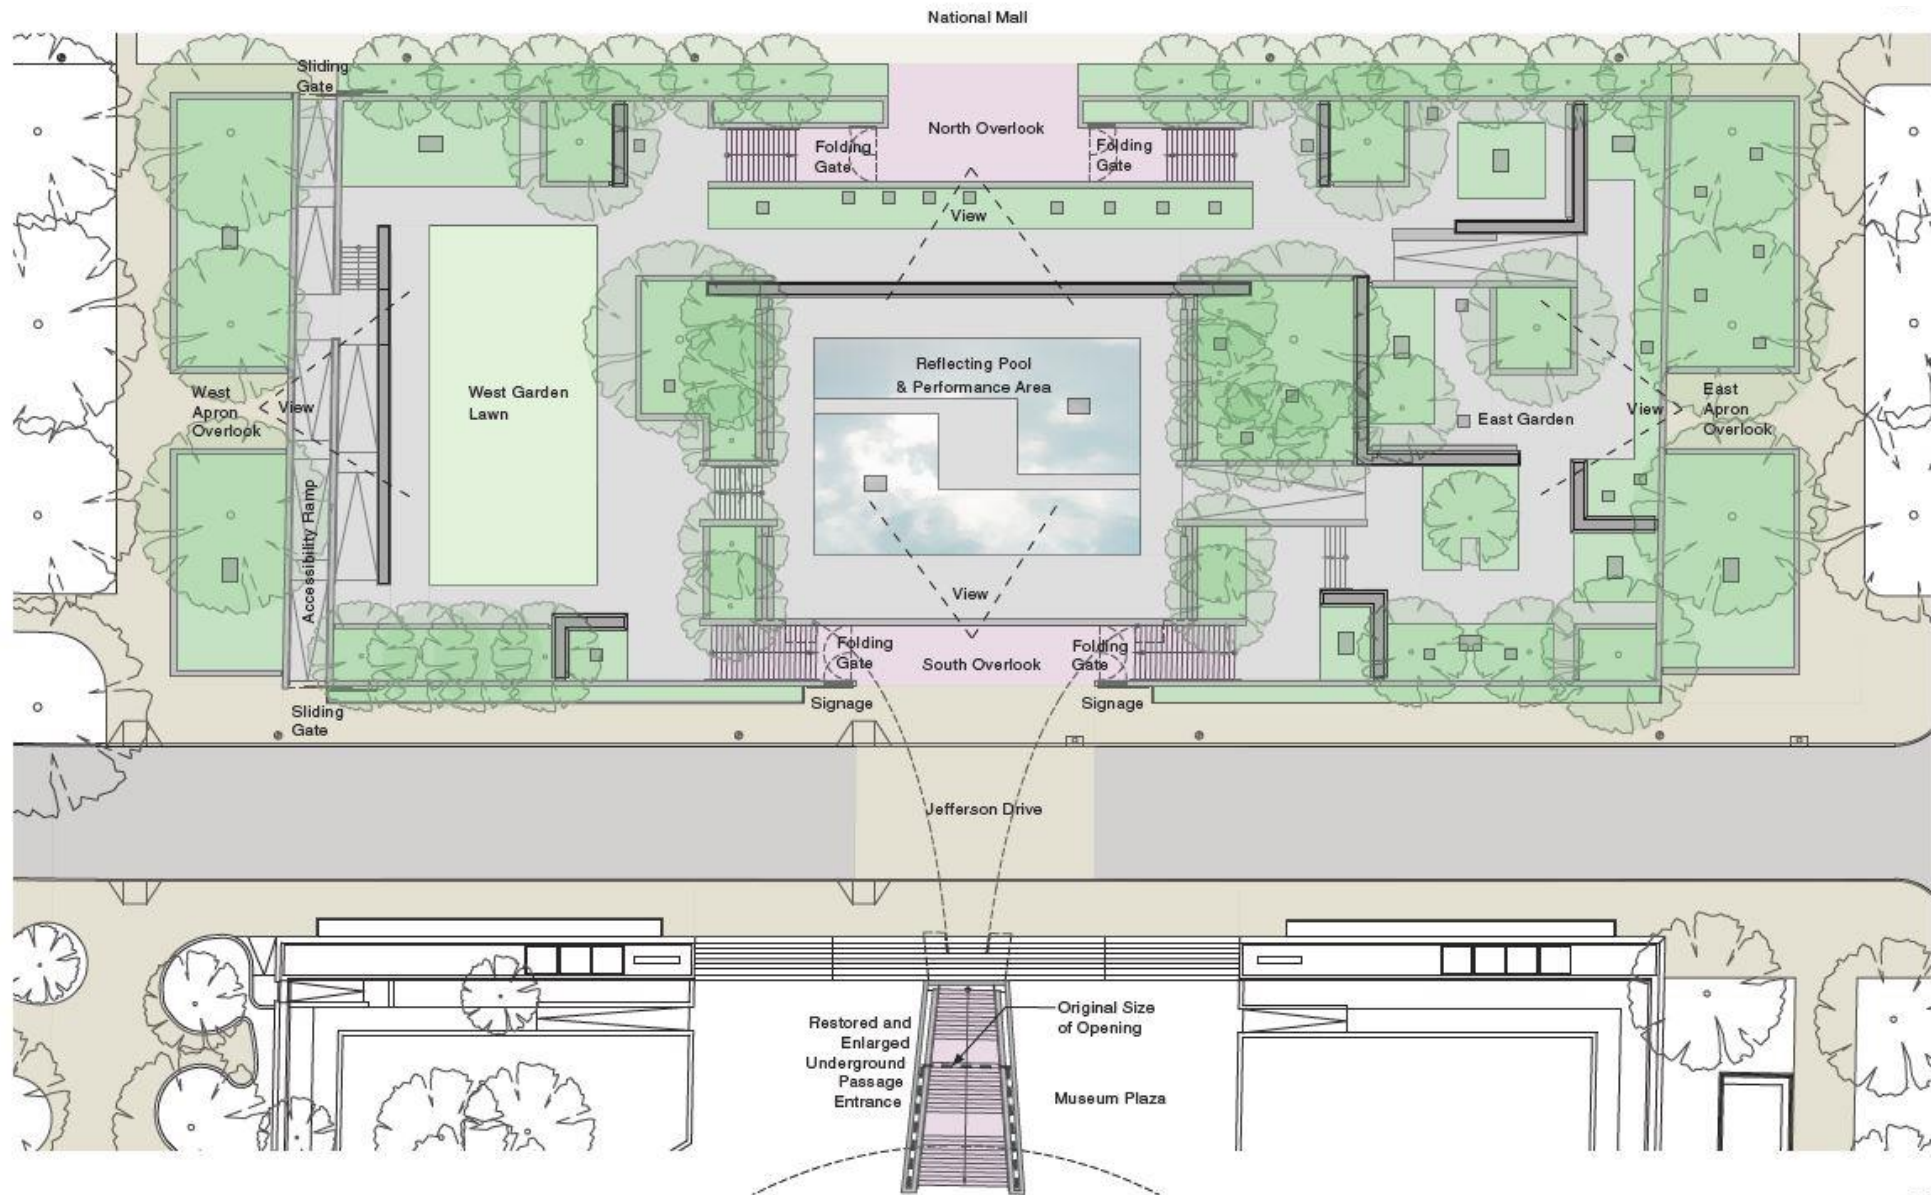 National Mall
Sliding
Gate
North Overlook
Folding
Gate
Folding
Gate
View
Reflecting Pool
& Performance Area
West
Apron
Overlook
View
West Garden
Lawn
East Garden
View
East
Apron
Overlook
Accessibility Ramp
View
Folding
Gate
South Overlook
Folding
Gate
Sliding
Gate
Signage
Signage
Jefferson Drive
Restored and
Enlarged
Underground
Passage
Entrance
Original Size
of Opening
Museum Plaza